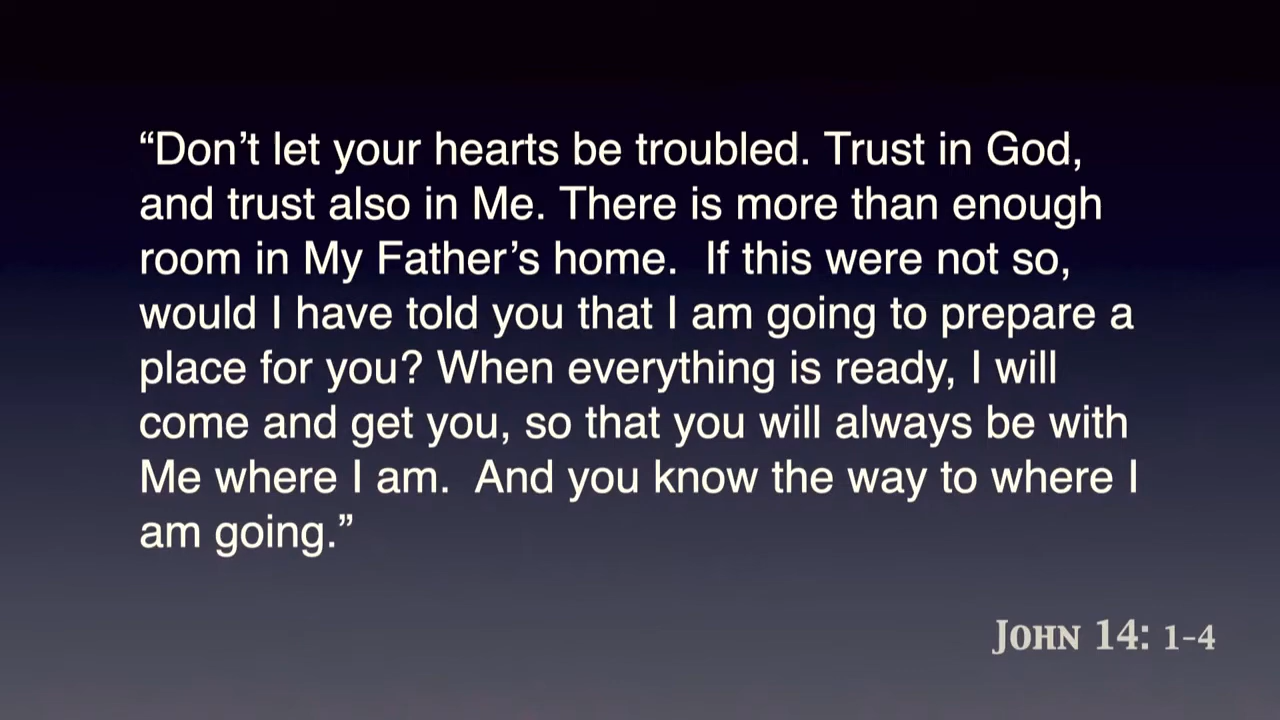 “Don’t let your hearts be troubled. Trust in God,
and trust also in Me. There is more than enough
room in My Father’s home.  If this were not so,
would I have told you that I am going to prepare a
place for you? When everything is ready, I will
come and get you, so that you will always be with
Me where I am.  And you know the way to where I
am going.”
John 14: 1-4